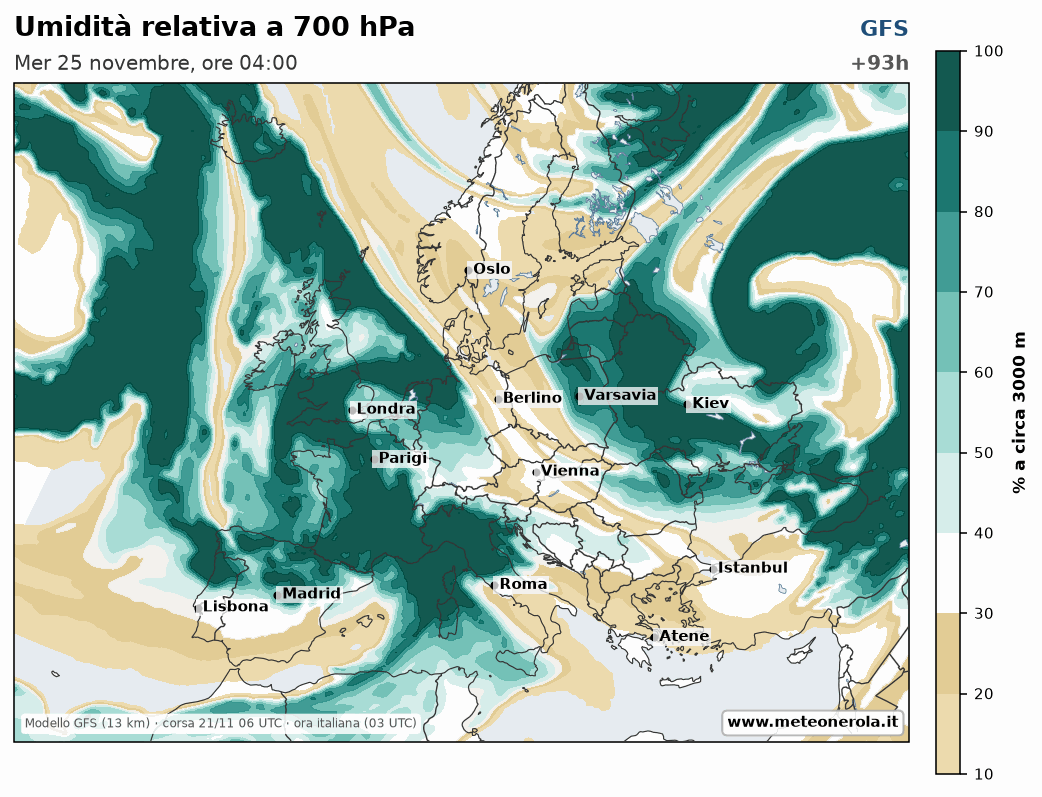 Umidità relativa a 700 hPa
GFS
Mer 25 novembre, ore 04:00
+93h
100
90
80
70
60
50
40
30
20
10
% a circa 3000 m
Oslo
Berlino
Varsavia
Kiev
Londra
Parigi
Vienna
Istanbul
Roma
Madrid
Lisbona
Atene
Modello GFS (13 km) · corsa 21/11 06 UTC · ora italiana (03 UTC)
www.meteonerola.it